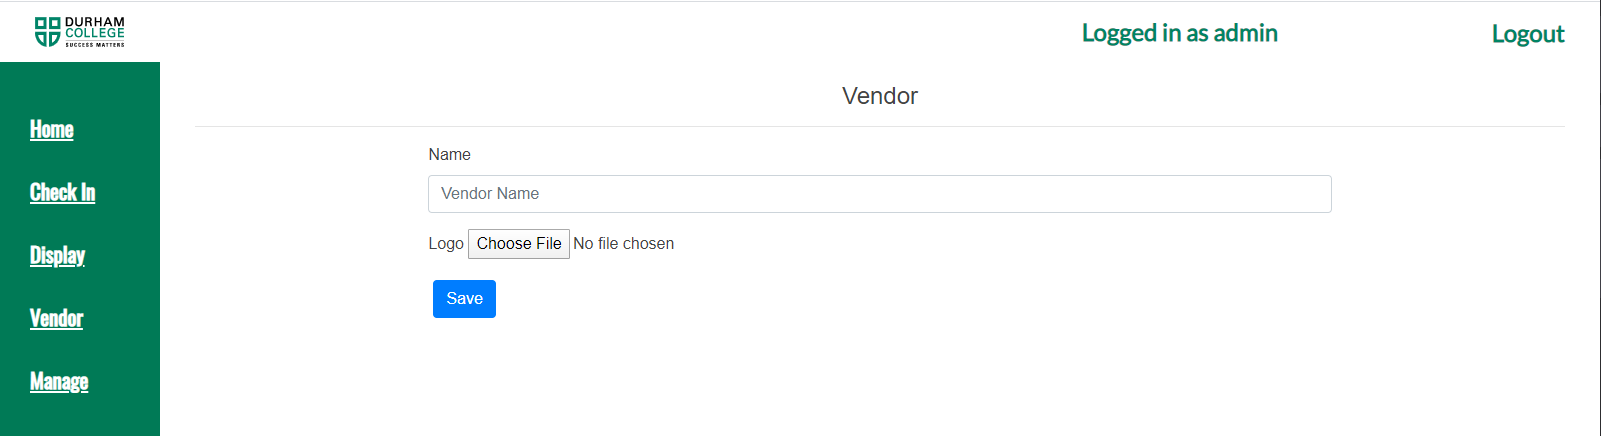 DURHAM
COLLEGE
SUCCESS MATTERS
Logged in as admin
Logout
Home
Check In
Display
Vendor
Manage
Vendor
Name
Vendor Name
Logo Choose File No file chosen
Save